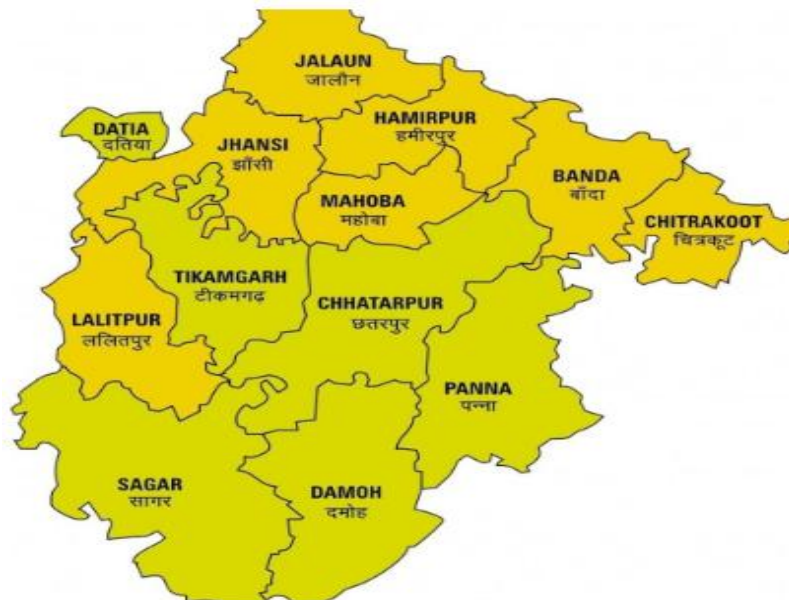 JALAUN
जालौन
HAMIRPUR
हमीरपुर
DATIA
दतिया
JHANSI
झाँसी
BANDA
बाँदा
MAHOBA
महोबा
CHITRAKOOT
चित्रकूट
TIKAMGARH
टीकमगढ़
CHHATARPUR
छतरपुर
LALITPUR
ललितपुर
PANNA
पन्ना
SAGAR
सागर
DAMOH
दमोह